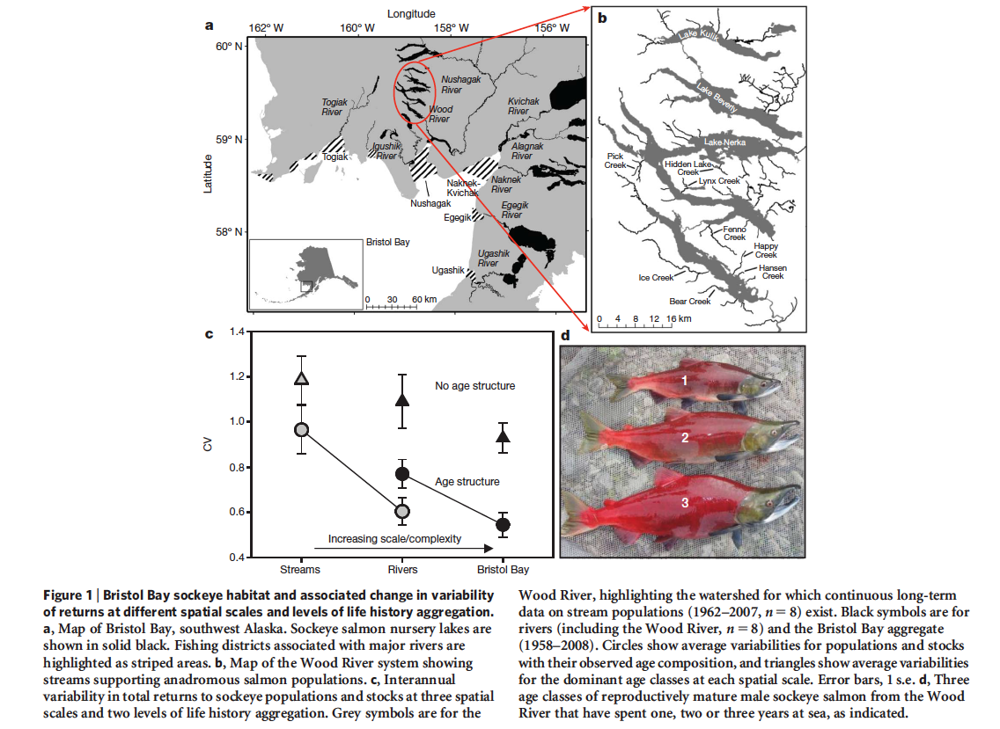 Longitude
a
162° W
160° W
158° W
156° W
60° N
59° N
58° N
Latitude
Togiak
River
Nushagak
River
Wood
River
Kvichak
River
Igushik
River
Alagnak
River
Togiak
Naknek-
Kvichak
Naknek
River
Nushagak
Egegik
Egegik
River
Ugashik
River
Ugashik
Bristol Bay
0 30 60 km
b
Lake Kulik
Lake Beverly
Lake Nerka
Pick
Creek
Hidden Lake
Creek
Lynx Creek
Fenno
Creek
Happy
Creek
Hansen
Creek
Ice Creek
Bear Creek
0 4 8 12 16 km
c
1.4
1.2
1.0
0.8
0.6
0.4
CV
No age structure
Age structure
Increasing scale/complexity
Streams
Rivers
Bristol Bay
d
1
2
3
Figure 1 | Bristol Bay sockeye habitat and associated change in variability
of returns at different spatial scales and levels of life history aggregation.
a, Map of Bristol Bay, southwest Alaska. Sockeye salmon nursery lakes are
shown in solid black. Fishing districts associated with major rivers are
highlighted as striped areas. b, Map of the Wood River system showing
streams supporting anadromous salmon populations. c, Interannual
variability in total returns to sockeye populations and stocks at three spatial
scales and two levels of life history aggregation. Grey symbols are for the
Wood River, highlighting the watershed for which continuous long-term
data on stream populations (1962–2007, n = 8) exist. Black symbols are for
rivers (including the Wood River, n = 8) and the Bristol Bay aggregate
(1958–2008). Circles show average variabilities for populations and stocks
with their observed age composition, and triangles show average variabilities
for the dominant age classes at each spatial scale. Error bars, 1 s.e. d, Three
age classes of reproductively mature male sockeye salmon from the Wood
River that have spent one, two or three years at sea, as indicated.